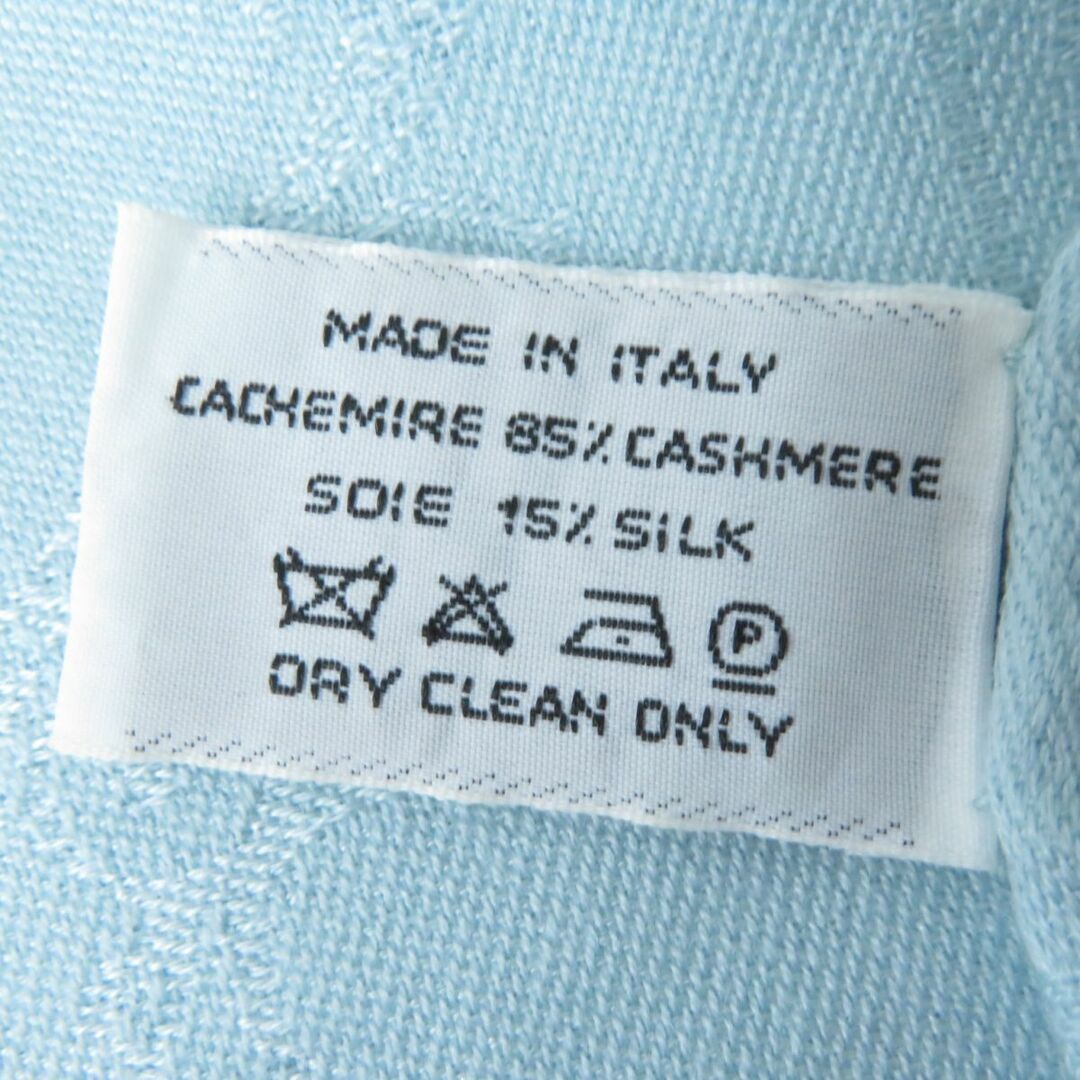 MADE IN ITALY
CACHEMIRE 85% CASHMERE
SOIE 15% SILK
P
DRY CLEAN ONLY